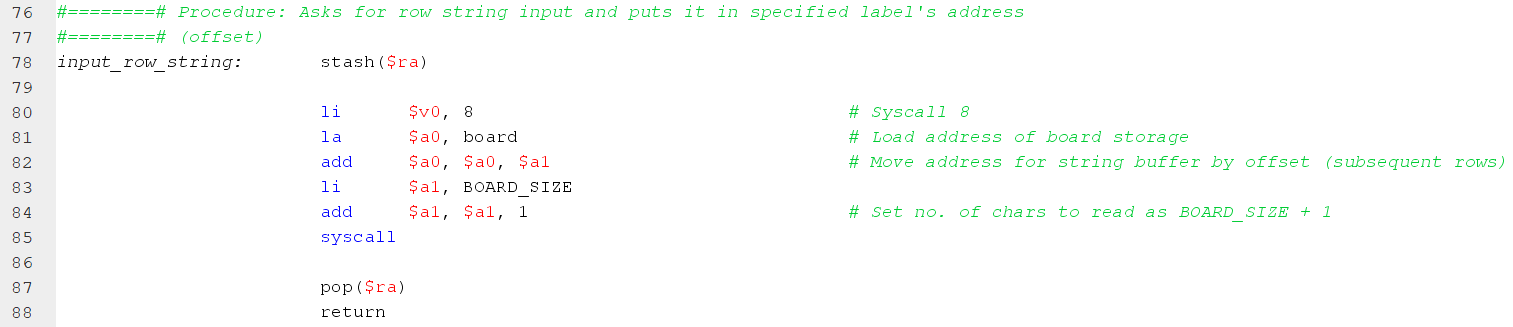 76 #========# Procedure: Asks for row string input and puts it in specified label's address
77 #========# (offset)
78 input_row_string: stash($ra)
79
80 li $v0, 8 # Syscall 8
81 la $a0, board # Load address of board storage
82 add $a0, $a0, $a1 # Move address for string buffer by offset (subsequent rows)
83 li $a1, BOARD_SIZE
84 add $a1, $a1, 1 # Set no. of chars to read as BOARD_SIZE + 1
85 syscall
86
87 pop($ra)
88 return